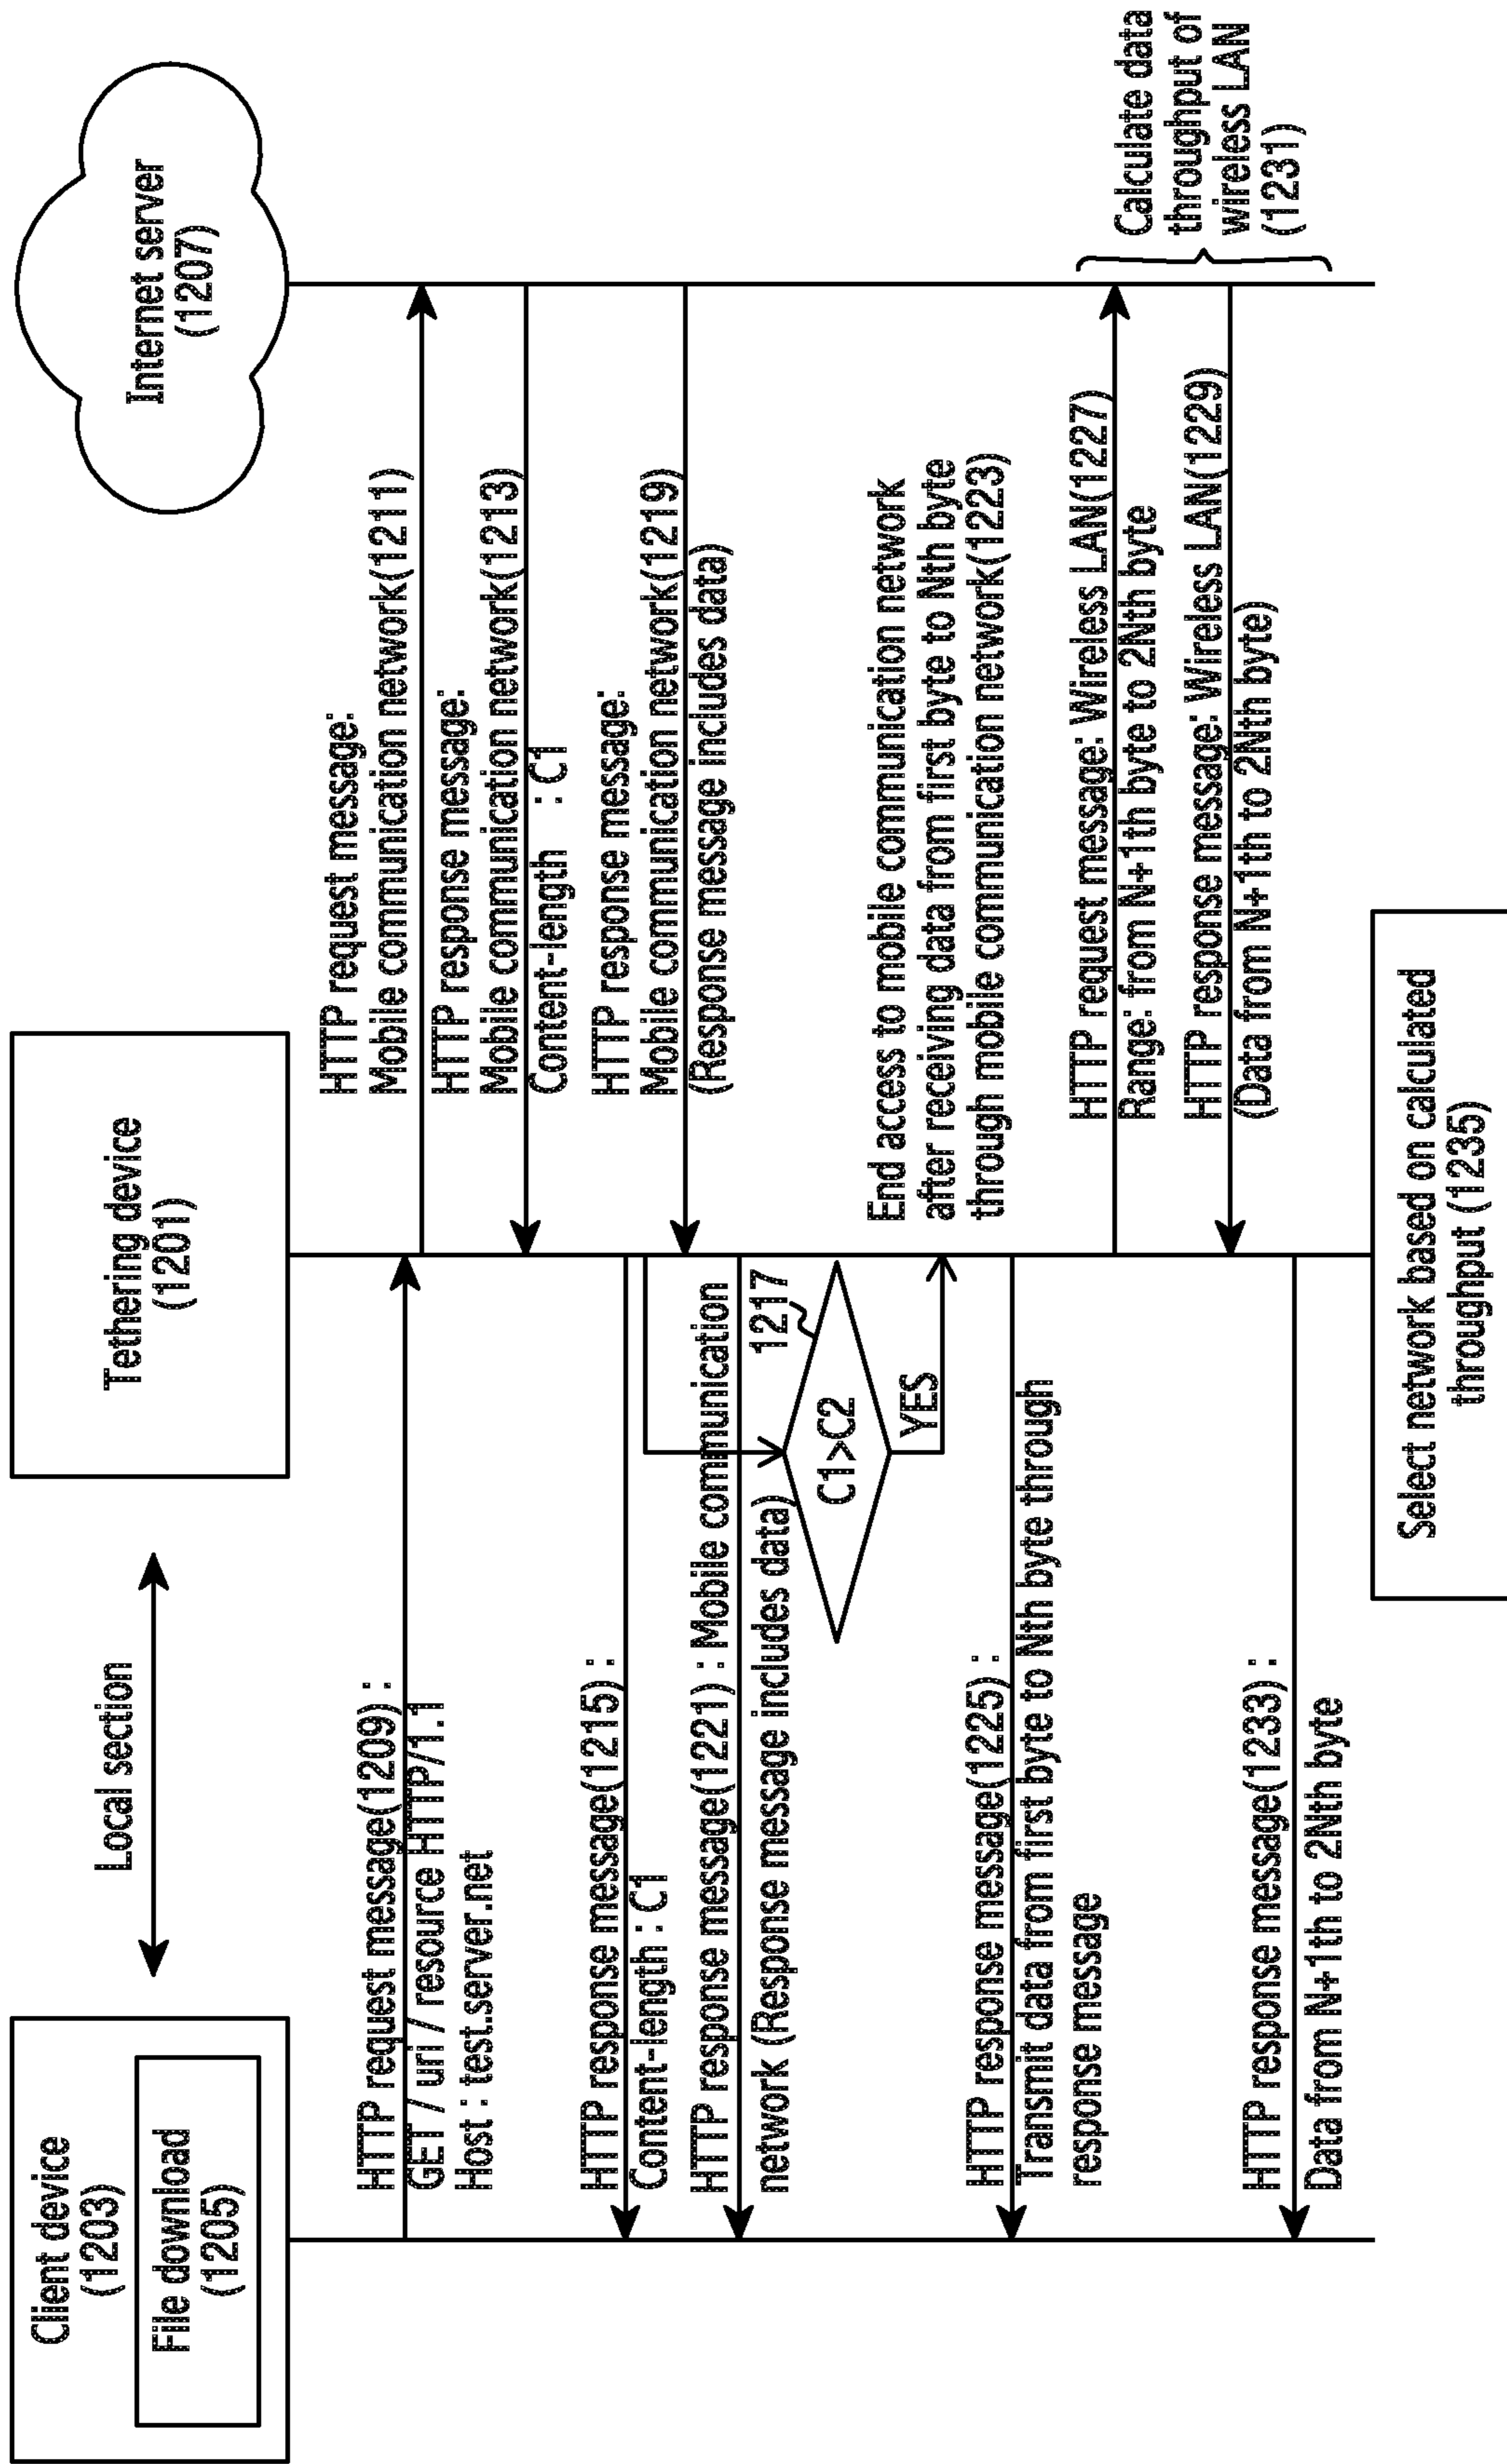 Client device
(1203)
File download
(1205)
Local section
Tethering device
(1201)
Internet server
(1207)
HTTP request message(1209) :
GET / uri / resource HTTP/1.1
Host : test.server.net
HTTP request message:
Mobile communication network(1211)
HTTP response message:
Mobile communication network(1213)
Content-length : C1
HTTP response message(1215) :
Content-length : C1
HTTP response message:
Mobile communication network(1219)
(Response message includes data)
HTTP response message(1221) : Mobile communication
network (Response message includes data)
1217
C1>C2
YES
End access to mobile communication network
after receiving data from first byte to Nth byte
through mobile communication network(1223)
HTTP response message(1225) :
Transmit data from first byte to Nth byte through
response message
HTTP request message: Wireless LAN(1227)
Range: from N+1th byte to 2Nth byte
HTTP response message: Wireless LAN(1229)
(Data from N+1th to 2Nth byte)
Calculate data
throughput of
wireless LAN
(1231)
HTTP response message(1233) :
Data from N+1th to 2Nth byte
Select network based on calculated
throughput (1235)